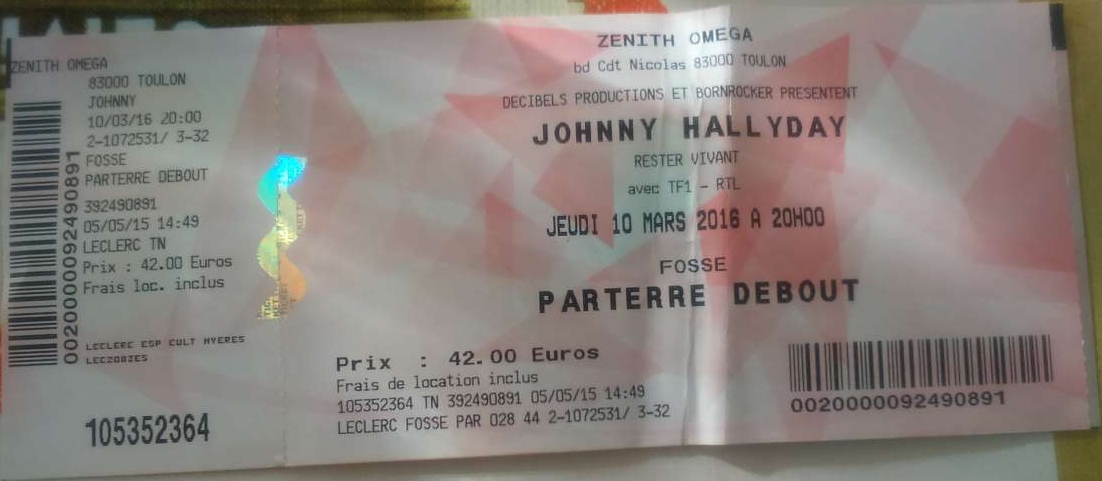 ZENITH OMEGA
83000 TOULON
JOHNNY
10/03/16 20:00
2-1072531/ 3-32
FOSSE
PARTERRE DEBOUT
392490891
05/05/15 14:49
LECLERC TN
Prix : 42.00 Euros
Frais loc. inclus
LECLERC ESP CULT HYERES
105352364
0020000092490891
ZENITH OMEGA
bd Cdt Nicolas 83000 TOULON
DECIBELS PRODUCTIONS ET BORNROCKER PRESENTENT
JOHNNY HALLYDAY
RESTER VIVANT
avec TF1 - RTL
JEUDI 10 MARS 2016 A 20H00
FOSSE
PARTERRE DEBOUT
Prix : 42.00 Euros
Frais de location inclus
105352364 TN 392490891 05/05/15 14:49
LECLERC FOSSE PAR 028 44 2-1072531/ 3-32
0020000092490891